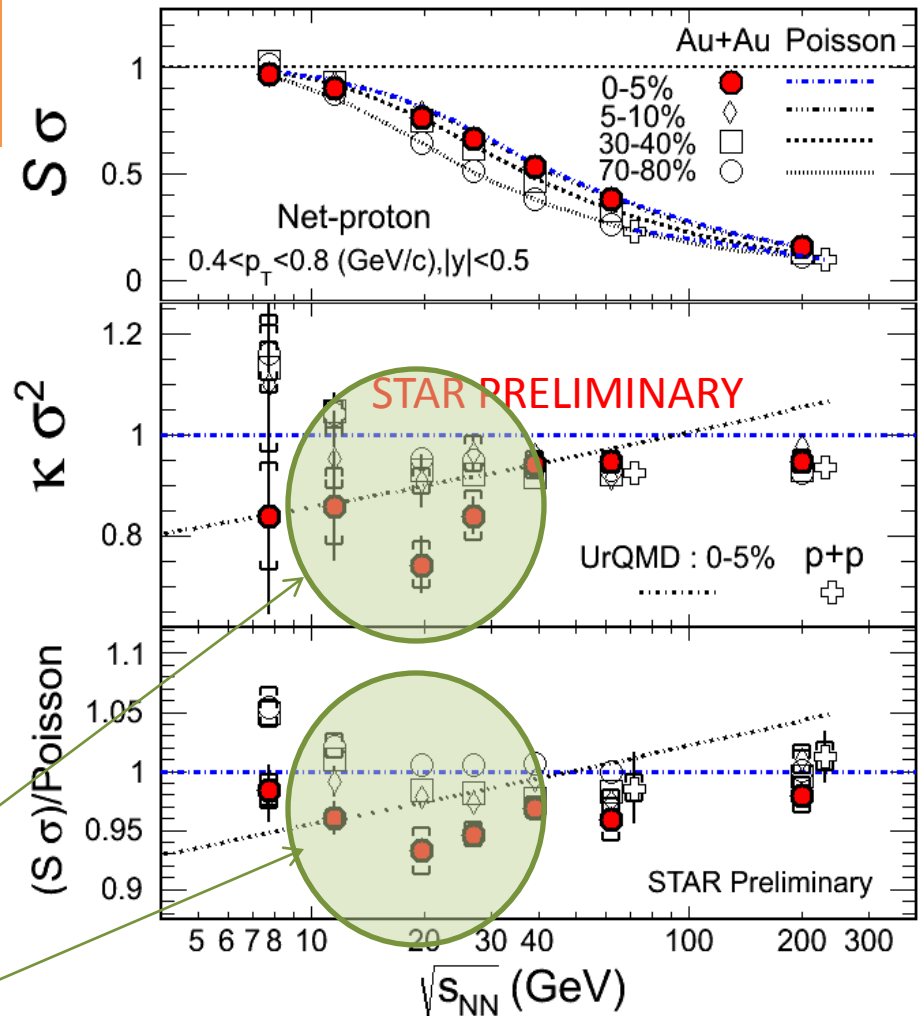 S σ
1
0.5
0
Au+Au Poisson
0-5%
5-10%
30-40%
70-80%
Net-proton
0.4<p_T<0.8 (GeV/c),|y|<0.5
κ σ²
1.2
1
0.8
STAR PRELIMINARY
UrQMD : 0-5% p+p
(S σ)/Poisson
1.1
1.05
1
0.95
0.9
STAR Preliminary
5 6 7 8 10 20 30 40 100 200 300
√s_NN (GeV)